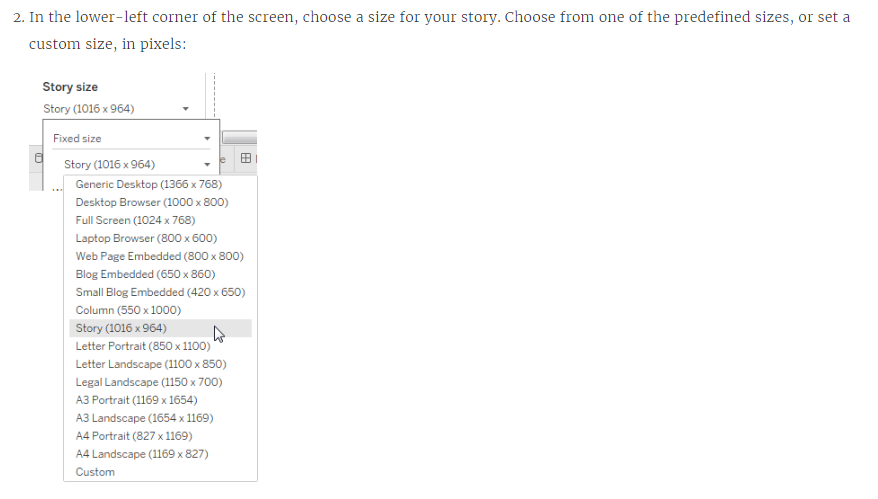 2. In the lower-left corner of the screen, choose a size for your story. Choose from one of the predefined sizes, or set a
custom size, in pixels:
Story size
Story (1016 x 964)
Fixed size
Story (1016 x 964)
e
...
Generic Desktop (1366 x 768)
Desktop Browser (1000 x 800)
Full Screen (1024 x 768)
Laptop Browser (800 x 600)
Web Page Embedded (800 x 800)
Blog Embedded (650 x 860)
Small Blog Embedded (420 x 650)
Column (550 x 1000)
Story (1016 x 964)
Letter Portrait (850 x 1100)
Letter Landscape (1100 x 850)
Legal Landscape (1150 x 700)
A3 Portrait (1169 x 1654)
A3 Landscape (1654 x 1169)
A4 Portrait (827 x 1169)
A4 Landscape (1169 x 827)
Custom